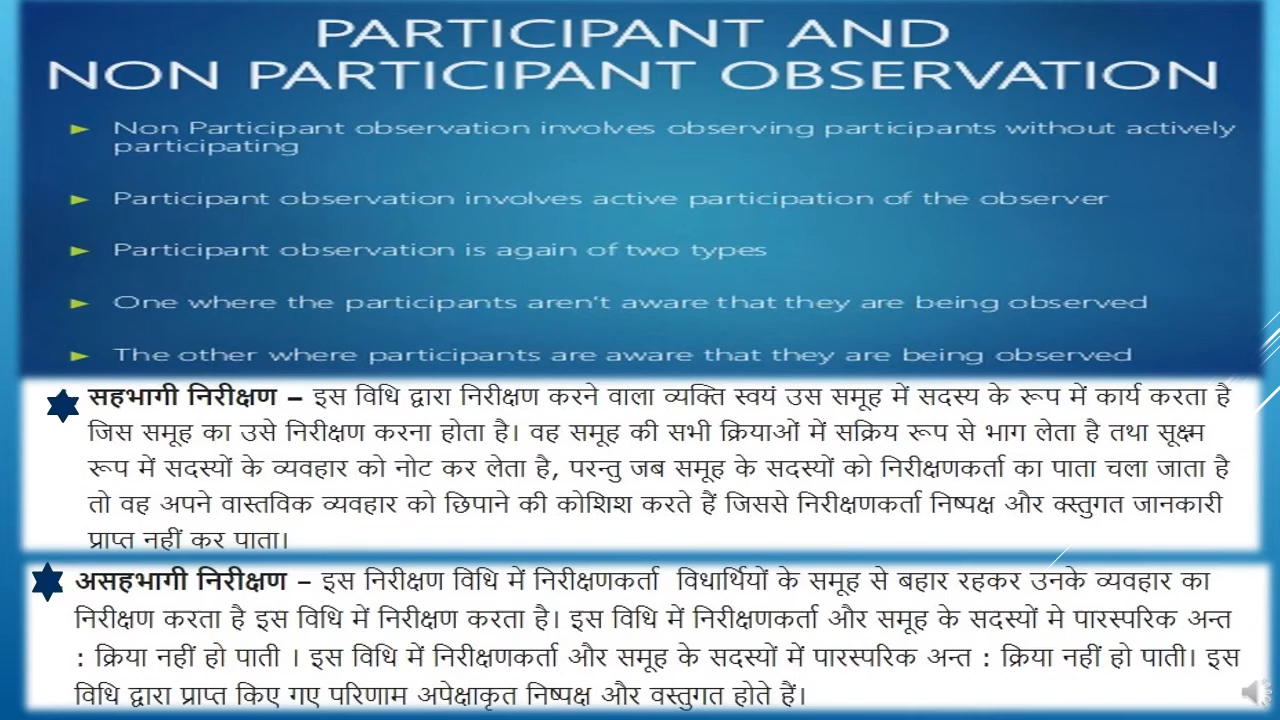 PARTICIPANT AND
NON PARTICIPANT OBSERVATION
Non Participant observation involves observing participants without actively
participating
Participant observation involves active participation of the observer
Participant observation is again of two types
One where the participants aren't aware that they are being observed
The other where participants are aware that they are being observed
सहभागी निरीक्षण – इस विधि द्वारा निरीक्षण करने वाला व्यक्ति स्वयं उस समूह में सदस्य के रूप में कार्य करता है
जिस समूह का उसे निरीक्षण करना होता है। वह समूह की सभी क्रियाओं में सक्रिय रूप से भाग लेता है तथा सूक्ष्म
रूप में सदस्यों के व्यवहार को नोट कर लेता है, परन्तु जब समूह के सदस्यों को निरीक्षणकर्ता का पाता चला जाता है
तो वह अपने वास्तविक व्यवहार को छिपाने की कोशिश करते हैं जिससे निरीक्षणकर्ता निष्पक्ष और क्स्तुगत जानकारी
प्राप्त नहीं कर पाता।
असहभागी निरीक्षण – इस निरीक्षण विधि में निरीक्षणकर्ता विधार्थियों के समूह से बहार रहकर उनके व्यवहार का
निरीक्षण करता है इस विधि में निरीक्षण करता है। इस विधि में निरीक्षणकर्ता और समूह के सदस्यों मे पारस्परिक अन्त
: क्रिया नहीं हो पाती । इस विधि में निरीक्षणकर्ता और समूह के सदस्यों में पारस्परिक अन्त : क्रिया नहीं हो पाती। इस
विधि द्वारा प्राप्त किए गए परिणाम अपेक्षाकृत निष्पक्ष और वस्तुगत होते हैं।